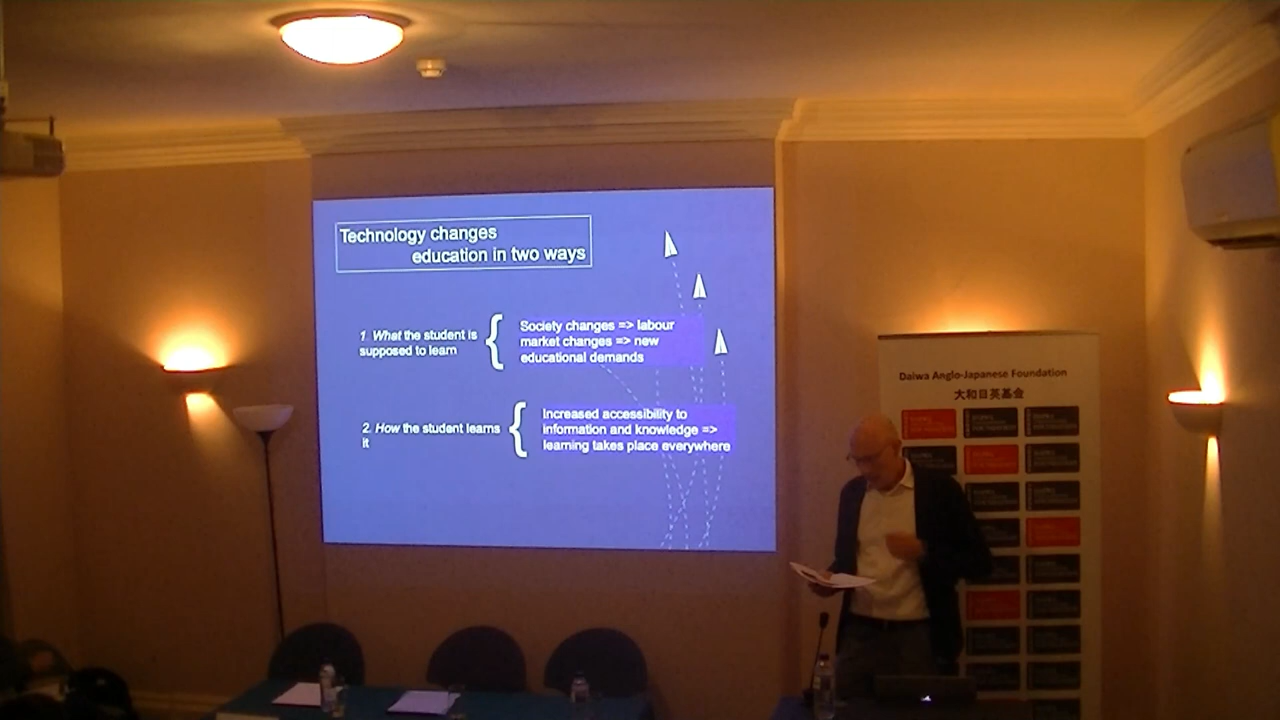 Technology changes
education in two ways
1 What the student is
supposed to learn
Society changes => labour
market changes => new
educational demands
2. How the student learns
it
Increased accessibility to
information and knowledge =>
learning takes place everywhere
Daiwa Anglo-Japanese Foundation
大和日英基金